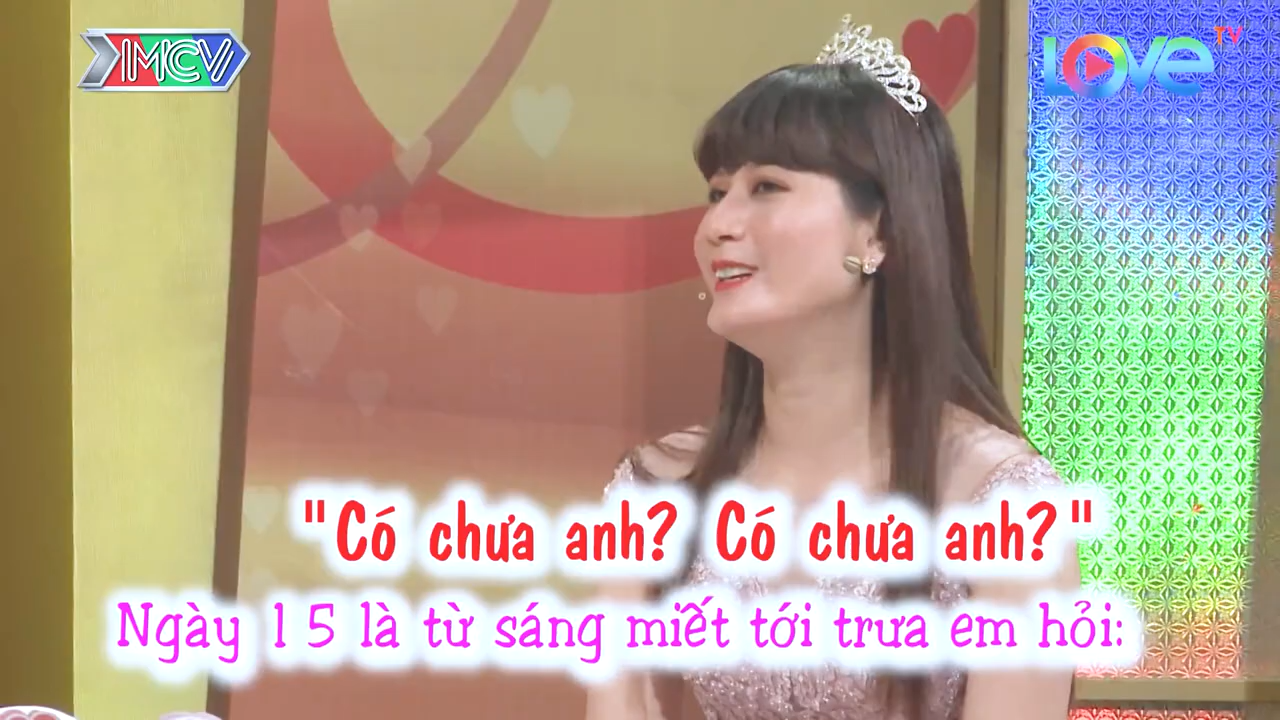 MCV
LOVE TV
"Có chưa anh? Có chưa anh?"
Ngày 15 là từ sáng miết tới trưa em hỏi: